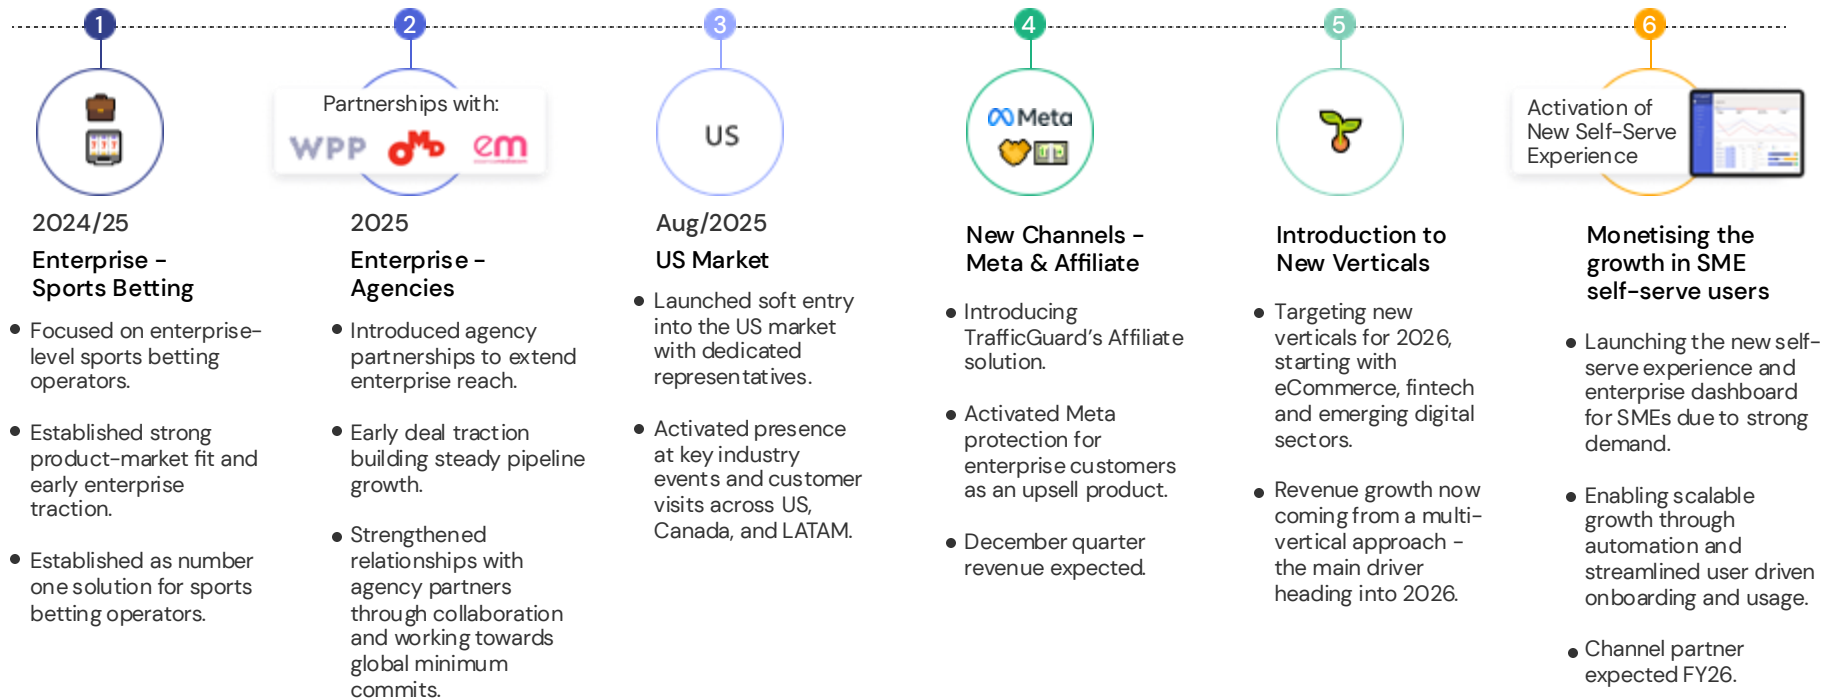 1
2
3
4
5
6
Partnerships with:
WPP OMD em
US
Meta
Activation of
New Self-Serve
Experience
2024/25
Enterprise -
Sports Betting
• Focused on enterprise-
level sports betting
operators.
• Established strong
product-market fit and
early enterprise
traction.
• Established as number
one solution for sports
betting operators.
2025
Enterprise -
Agencies
• Introduced agency
partnerships to extend
enterprise reach.
• Early deal traction
building steady pipeline
growth.
• Strengthened
relationships with
agency partners
through collaboration
and working towards
global minimum
commits.
Aug/2025
US Market
• Launched soft entry
into the US market
with dedicated
representatives.
• Activated presence
at key industry
events and customer
visits across US,
Canada, and LATAM.
New Channels -
Meta & Affiliate
• Introducing
TrafficGuard's Affiliate
solution.
• Activated Meta
protection for
enterprise customers
as an upsell product.
• December quarter
revenue expected.
Introduction to
New Verticals
• Targeting new
verticals for 2026,
starting with
eCommerce, fintech
and emerging digital
sectors.
• Revenue growth now
coming from a multi-
vertical approach -
the main driver
heading into 2026.
Monetising the
growth in SME
self-serve users
• Launching the new self-
serve experience and
enterprise dashboard
for SMEs due to strong
demand.
• Enabling scalable
growth through
automation and
streamlined user driven
onboarding and usage.
• Channel partner
expected FY26.